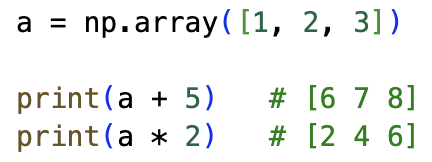 a = np.array([1, 2, 3])
print(a + 5)   # [6 7 8]
print(a * 2)   # [2 4 6]